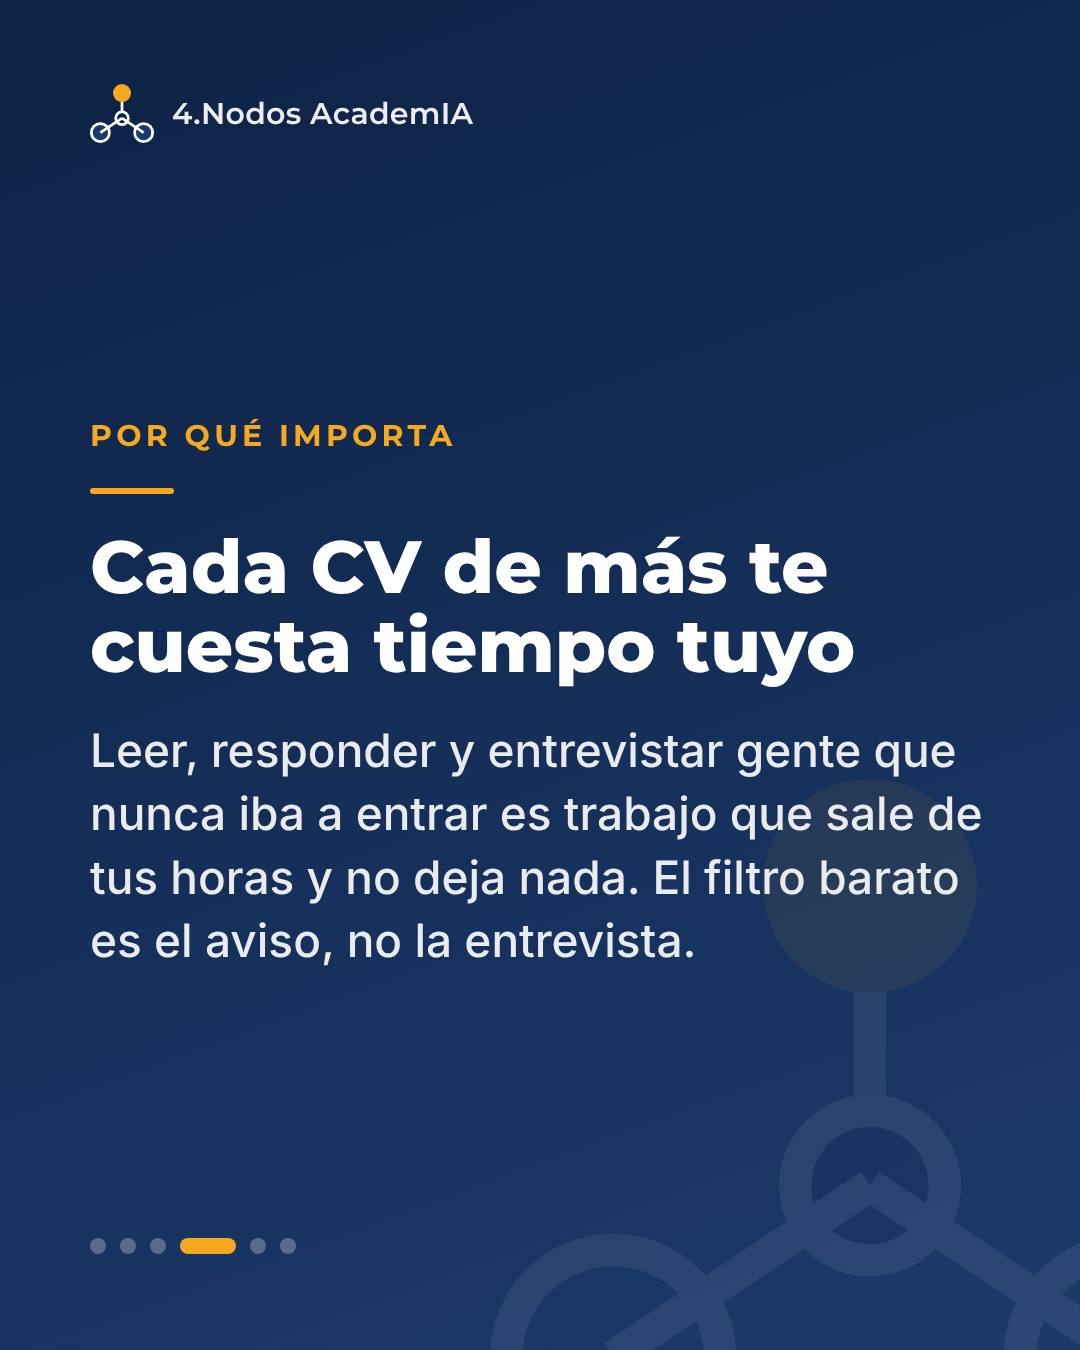 4.Nodos AcademIA
POR QUÉ IMPORTA
Cada CV de más te
cuesta tiempo tuyo
Leer, responder y entrevistar gente que
nunca iba a entrar es trabajo que sale de
tus horas y no deja nada. El filtro barato
es el aviso, no la entrevista.